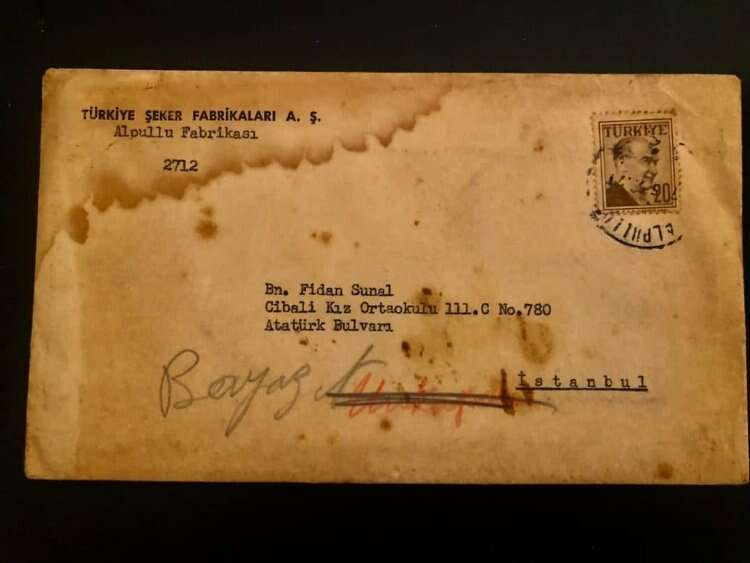 TÜRKİYE ŞEKER FABRİKALARI A. Ş.
Alpullu Fabrikası
2712
TÜRKİYE
20
Bn. Fidan Sunal
Cibali Kız Ortaokulu 111.C No.780
Atatürk Bulvarı
İstanbul
Beyazıt